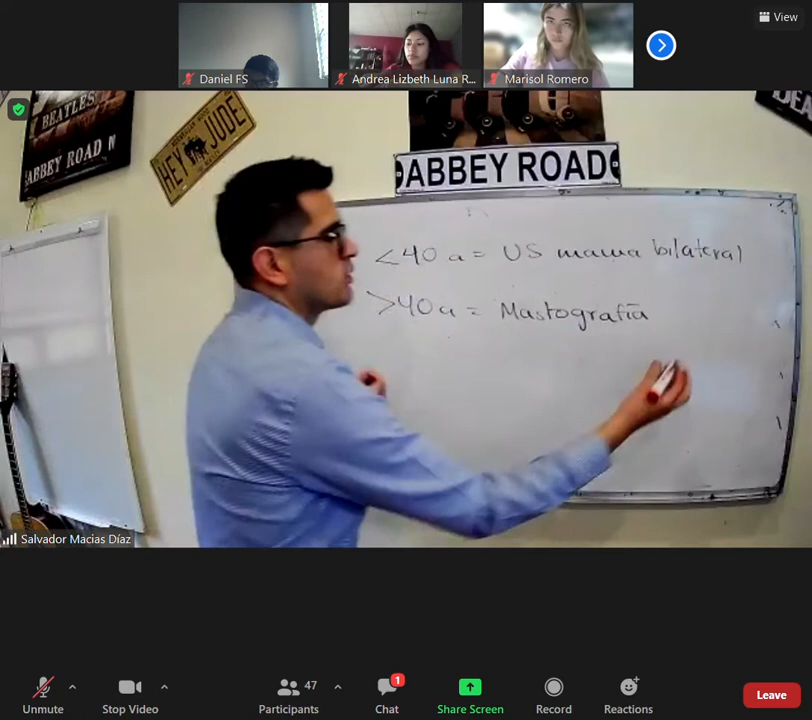 View
Daniel FS
Andrea Lizbeth Luna R...
Marisol Romero
BEATLES
ABBEY ROAD N
HEY JUDE
ABBEY ROAD
DEA
<40 a = US mama bilateral
>40 a = Mastografía
Salvador Macias Díaz
47
1
Unmute
Stop Video
Participants
Chat
Share Screen
Record
Reactions
Leave